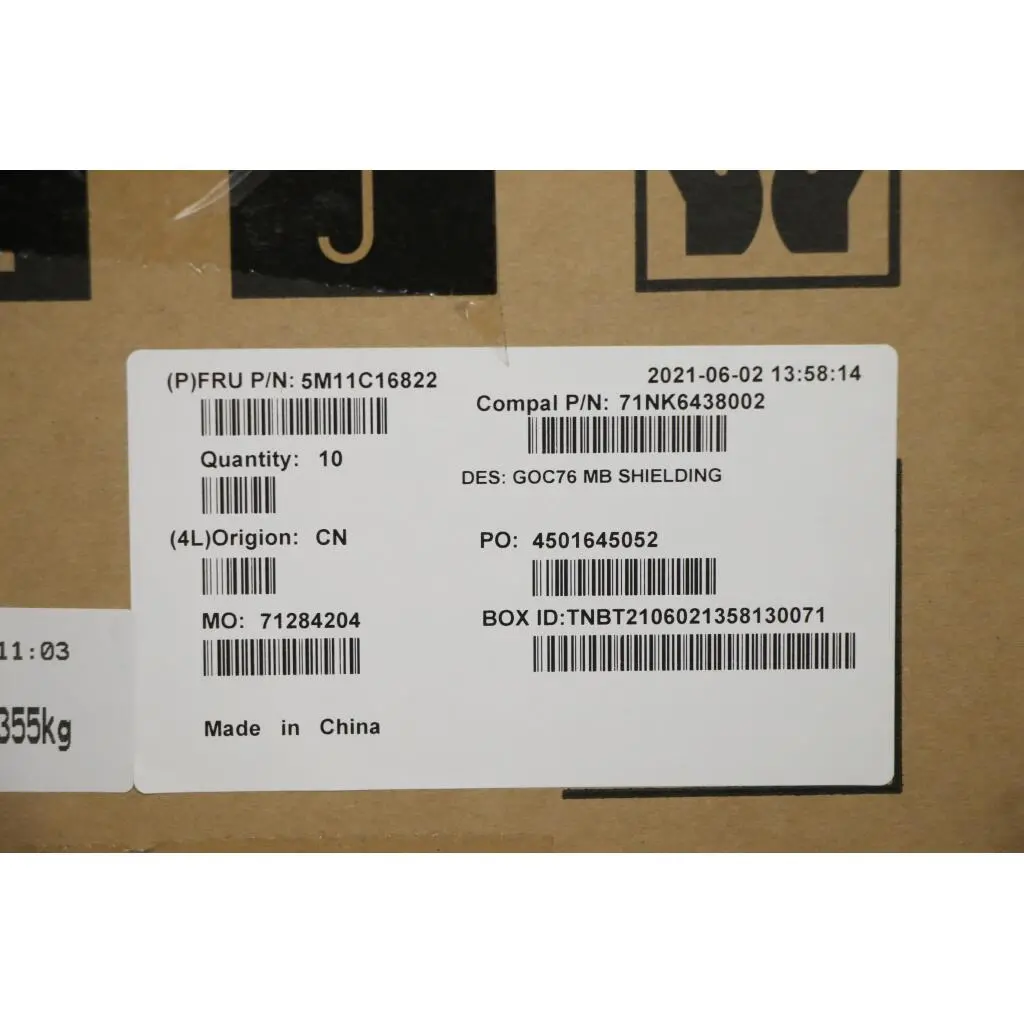 (P)FRU P/N: 5M11C16822
2021-06-02 13:58:14
Compal P/N: 71NK6438002
Quantity: 10
DES: GOC76 MB SHIELDING
(4L)Origion: CN
PO: 4501645052
MO: 71284204
BOX ID:TNBT2106021358130071
Made in China
11:03
355kg